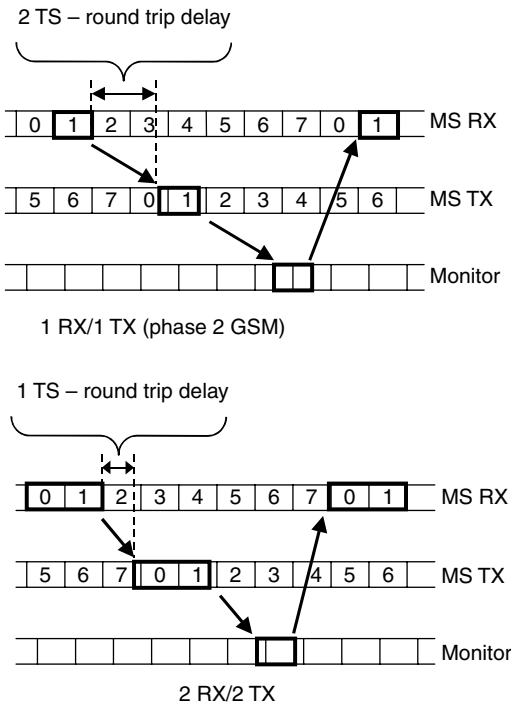 2 TS – round trip delay
0 1 2 3 4 5 6 7 0 1 MS RX
5 6 7 0 1 2 3 4 5 6 MS TX
Monitor
1 RX/1 TX (phase 2 GSM)
1 TS – round trip delay
0 1 2 3 4 5 6 7 0 1 MS RX
5 6 7 0 1 2 3 4 5 6 MS TX
Monitor
2 RX/2 TX